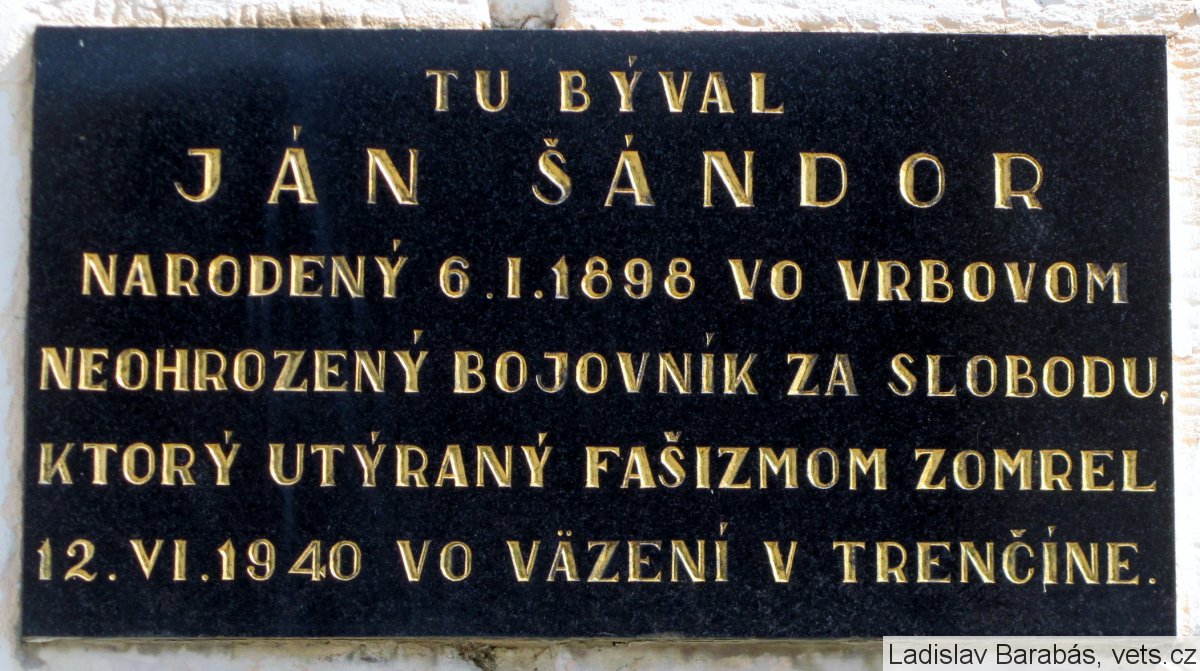 TU BÝVAL
JÁN ŠÁNDOR
NARODENÝ 6.I.1898 VO VRBOVOM
NEOHROZENÝ BOJOVNÍK ZA SLOBODU,
KTORÝ UTÝRANÝ FAŠIZMOM ZOMREL
12.VI.1940 VO VÄZENÍ V TRENČÍNE.
Ladislav Barabás, vets.cz